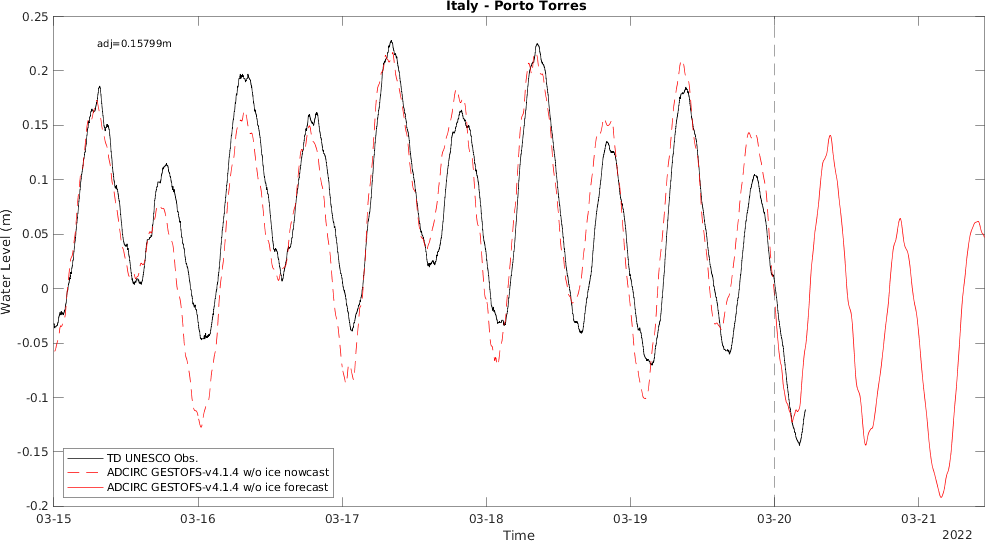 Italy - Porto Torres
adj=0.15799m
0.25
0.2
0.15
0.1
0.05
0
-0.05
-0.1
-0.15
-0.2
Water Level (m)
TD UNESCO Obs.
ADCIRC GESTOFS-v4.1.4 w/o ice nowcast
ADCIRC GESTOFS-v4.1.4 w/o ice forecast
03-15 03-16 03-17 03-18 03-19 03-20 03-21
Time
2022